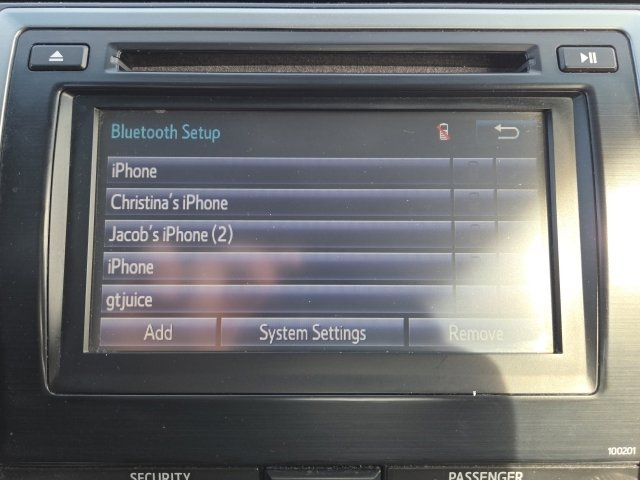 Bluetooth Setup
iPhone
Christina's iPhone
Jacob's iPhone (2)
iPhone
gtjuice
Add System Settings Remove
100201
SECURITY PASSENGER